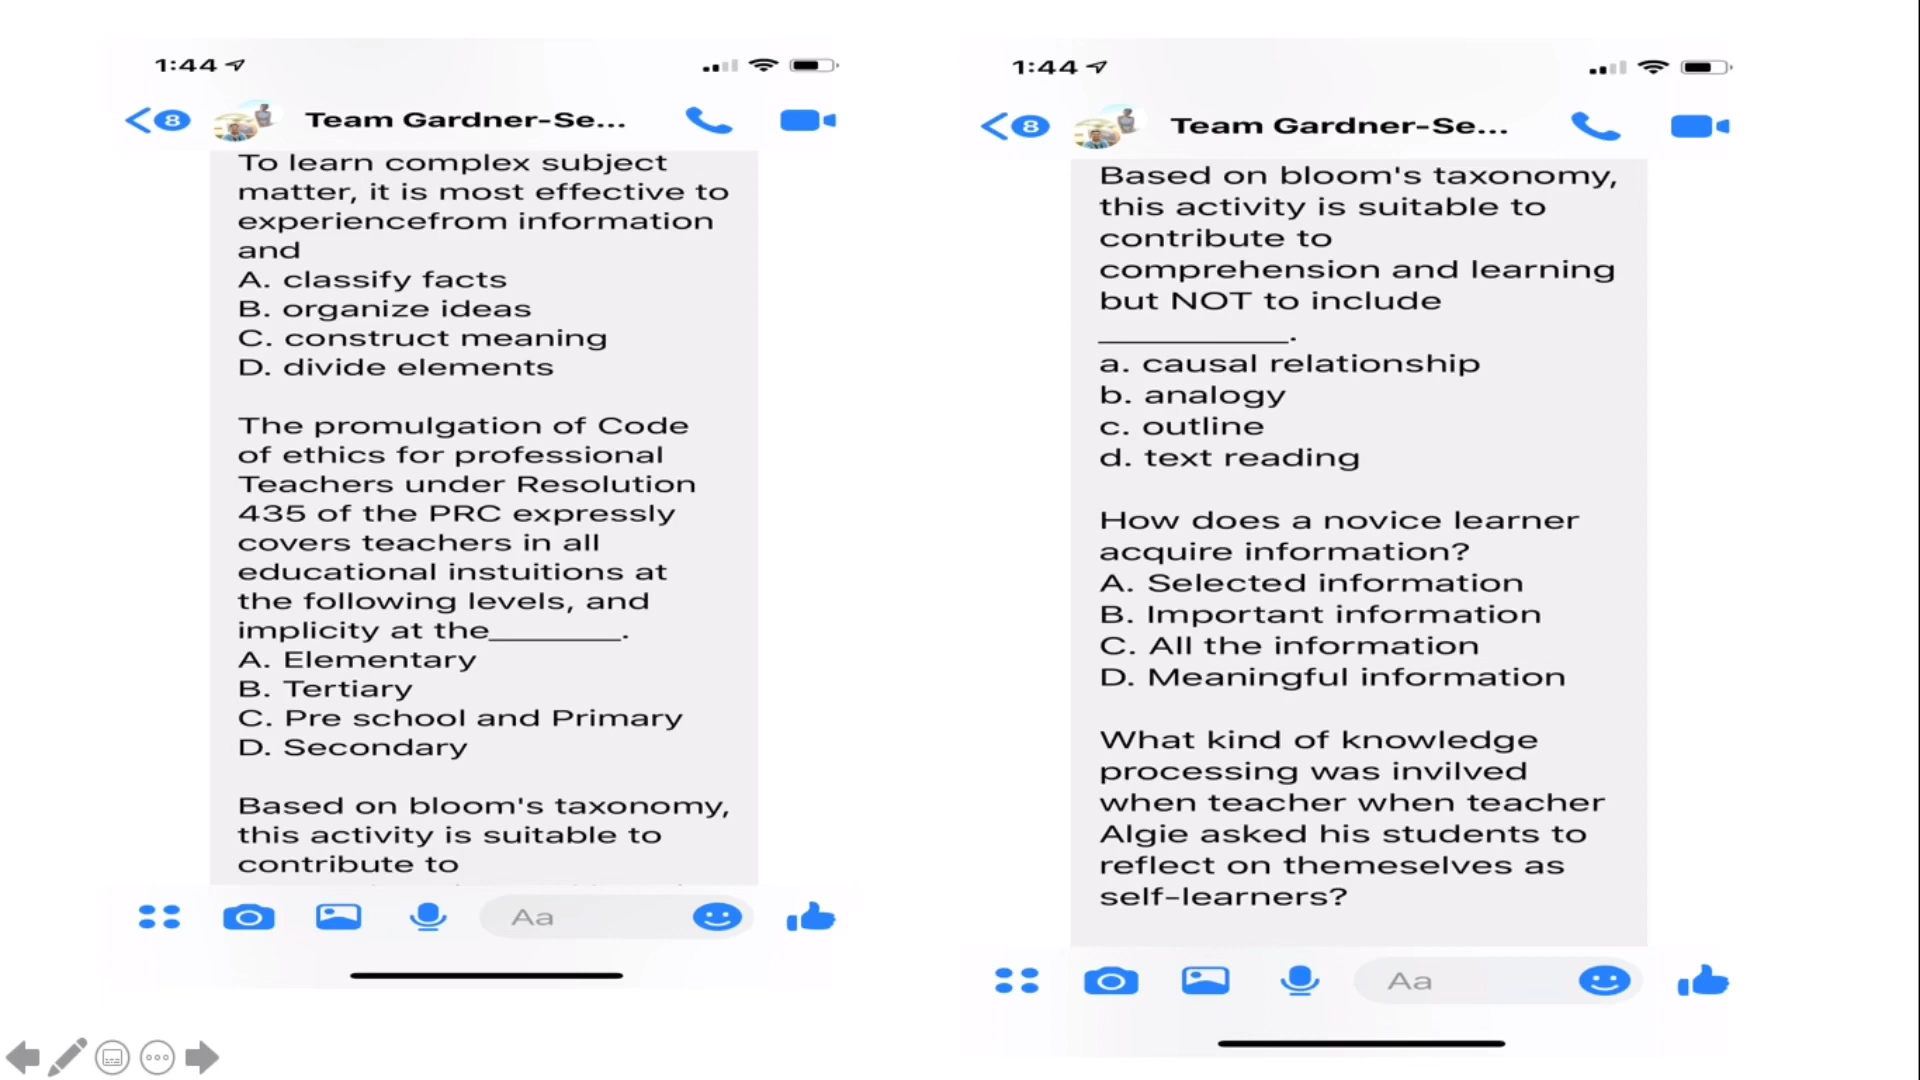 1:44
8
Team Gardner-Se...
To learn complex subject
matter, it is most effective to
experiencefrom information
and
A. classify facts
B. organize ideas
C. construct meaning
D. divide elements
The promulgation of Code
of ethics for professional
Teachers under Resolution
435 of the PRC expressly
covers teachers in all
educational instuitions at
the following levels, and
implicity at the________.
A. Elementary
B. Tertiary
C. Pre school and Primary
D. Secondary
Based on bloom's taxonomy,
this activity is suitable to
contribute to
Aa
1:44
8
Team Gardner-Se...
Based on bloom's taxonomy,
this activity is suitable to
contribute to
comprehension and learning
but NOT to include
___________.
a. causal relationship
b. analogy
c. outline
d. text reading
How does a novice learner
acquire information?
A. Selected information
B. Important information
C. All the information
D. Meaningful information
What kind of knowledge
processing was invilved
when teacher when teacher
Algie asked his students to
reflect on themeselves as
self-learners?
Aa